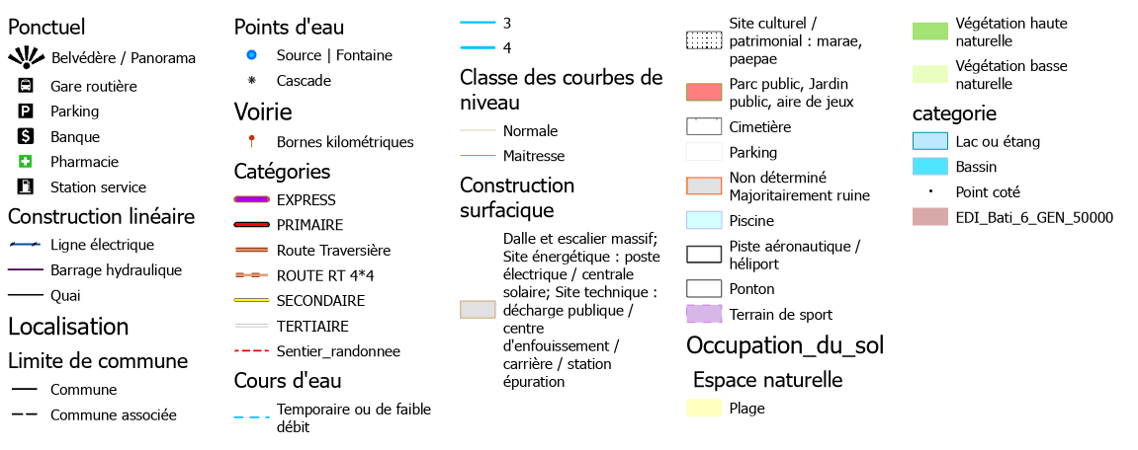 Ponctuel
Belvédère / Panorama
Gare routière
Parking
Banque
Pharmacie
Station service
Construction linéaire
Ligne électrique
Barrage hydraulique
Quai
Localisation
Limite de commune
Commune
Commune associée
Points d'eau
Source | Fontaine
Cascade
Voirie
Bornes kilométriques
Catégories
EXPRESS
PRIMAIRE
Route Traversière
ROUTE RT 4*4
SECONDAIRE
TERTIAIRE
Sentier_randonnee
Cours d'eau
Temporaire ou de faible
débit
3
4
Classe des courbes de
niveau
Normale
Maitresse
Construction
surfacique
Dalle et escalier massif;
Site énergétique : poste
électrique / centrale
solaire; Site technique :
décharge publique /
centre
d'enfouissement /
carrière / station
épuration
Site culturel /
patrimonial : marae,
paepae
Parc public, Jardin
public, aire de jeux
Cimetière
Parking
Non déterminé
Majoritairement ruine
Piscine
Piste aéronautique /
héliport
Ponton
Terrain de sport
Occupation_du_sol
Espace naturelle
Plage
Végétation haute
naturelle
Végétation basse
naturelle
categorie
Lac ou étang
Bassin
Point coté
EDI_Bati_6_GEN_50000